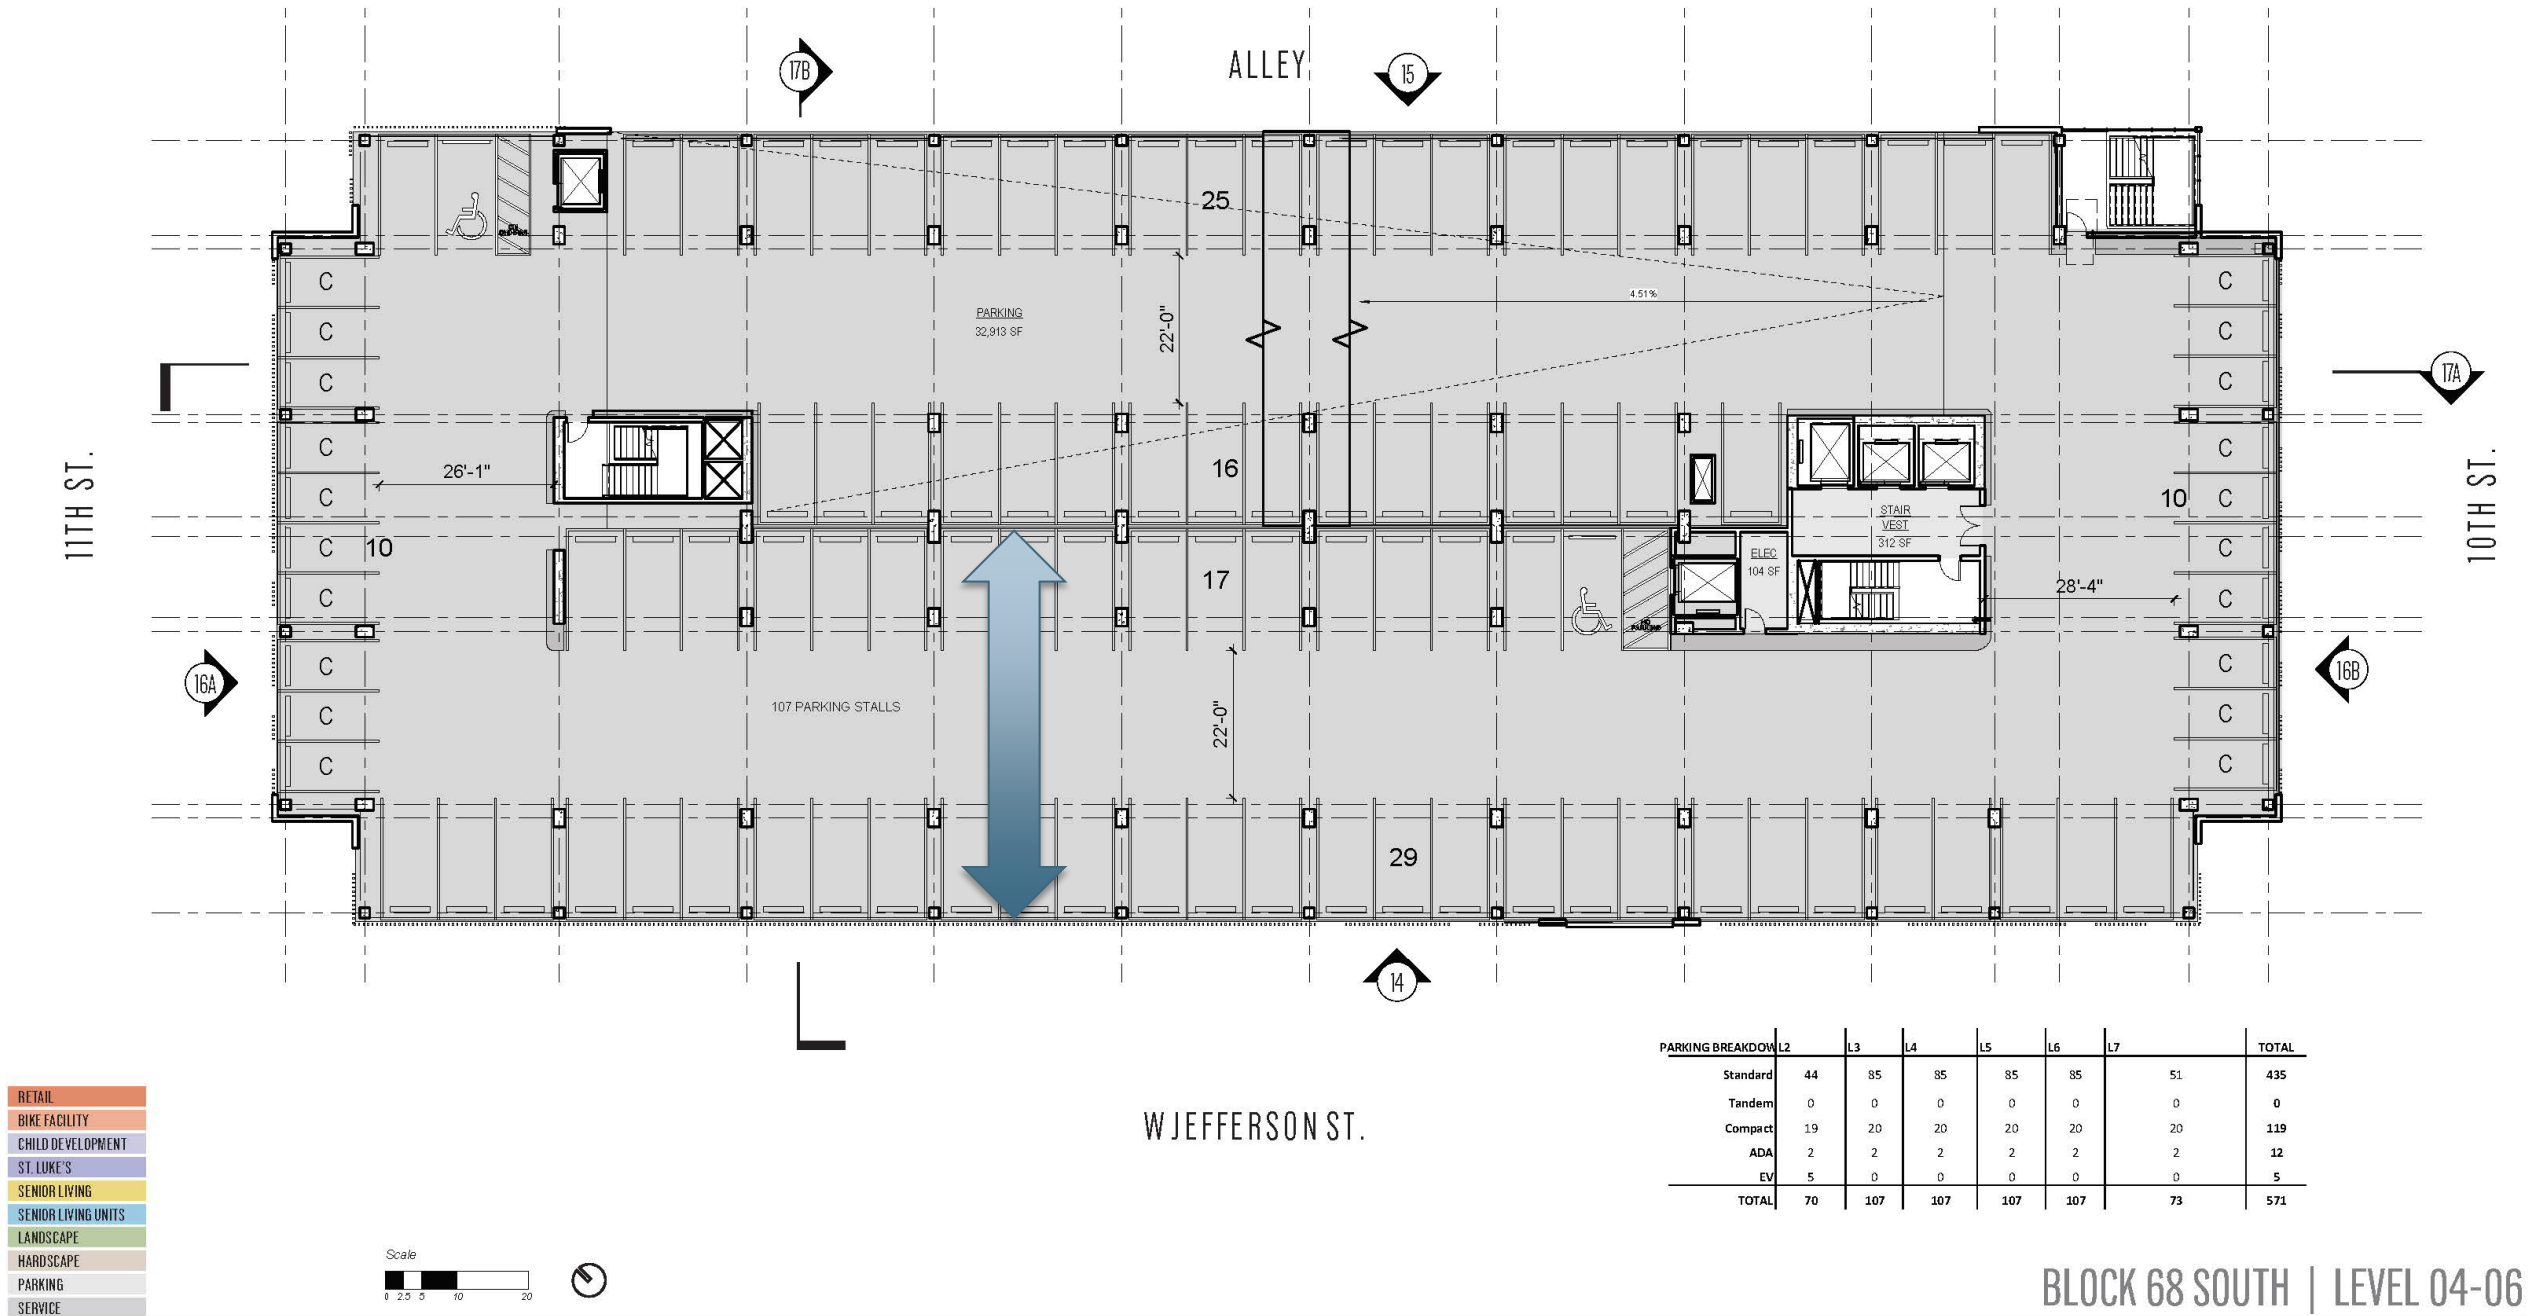 ALLEY
17B
15
25
C
C
C
C
C
C
C
C
C
C
PARKING
32,913 SF
22'-0"
4.51%
17A
11TH ST.
26'-1"
16
10
10
10TH ST.
STAIR
VEST
312 SF
ELEC
104 SF
17
28'-4"
NO
PARKING
C
C
C
C
C
C
C
C
C
C
16A
16B
107 PARKING STALLS
22'-0"
29
14
W JEFFERSON ST.
PARKING BREAKDOW L2 L3 L4 L5 L6 L7 TOTAL
Standard 44 85 85 85 85 51 435
Tandem 0 0 0 0 0 0 0
Compact 19 20 20 20 20 20 119
ADA 2 2 2 2 2 2 12
EV 5 0 0 0 0 0 5
TOTAL 70 107 107 107 107 73 571
RETAIL
BIKE FACILITY
CHILD DEVELOPMENT
ST. LUKE'S
SENIOR LIVING
SENIOR LIVING UNITS
LANDSCAPE
HARDSCAPE
PARKING
SERVICE
Scale
0 2.5 5 10 20
BLOCK 68 SOUTH | LEVEL 04-06